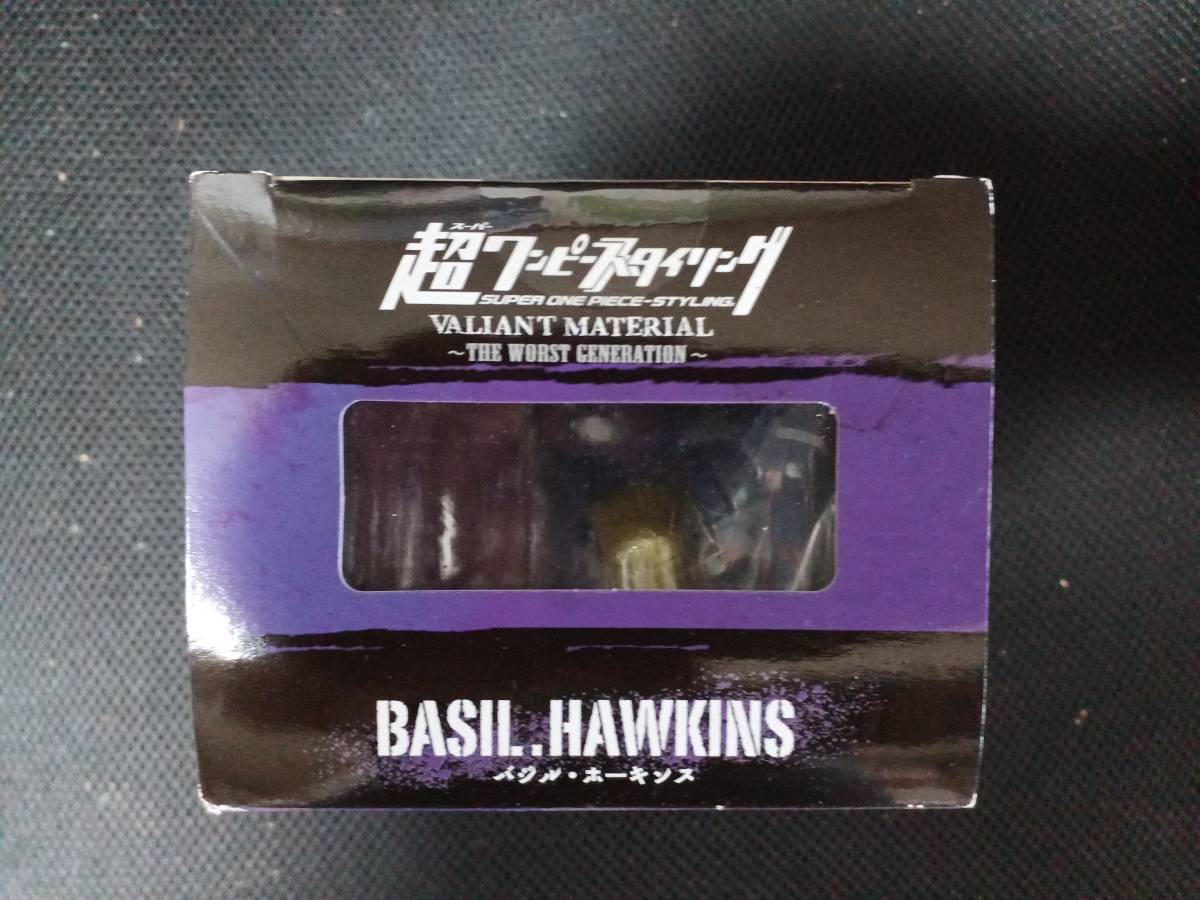 スーパー
超ワンピーススタイリング
SUPER ONE PIECE-STYLING
VALIANT MATERIAL
~THE WORST GENERATION~
BASIL.HAWKINS
バジル・ホーキンス